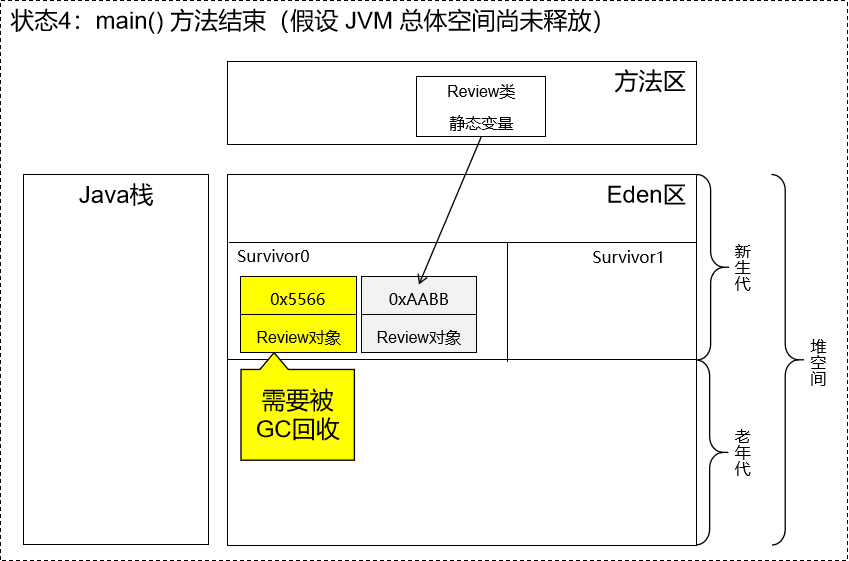 状态4：main() 方法结束（假设 JVM 总体空间尚未释放）
方法区
Review类
静态变量
Java栈
Eden区
Survivor0
Survivor1
0x5566
0xAABB
Review对象
Review对象
需要被
GC回收
新生代
老年代
堆空间